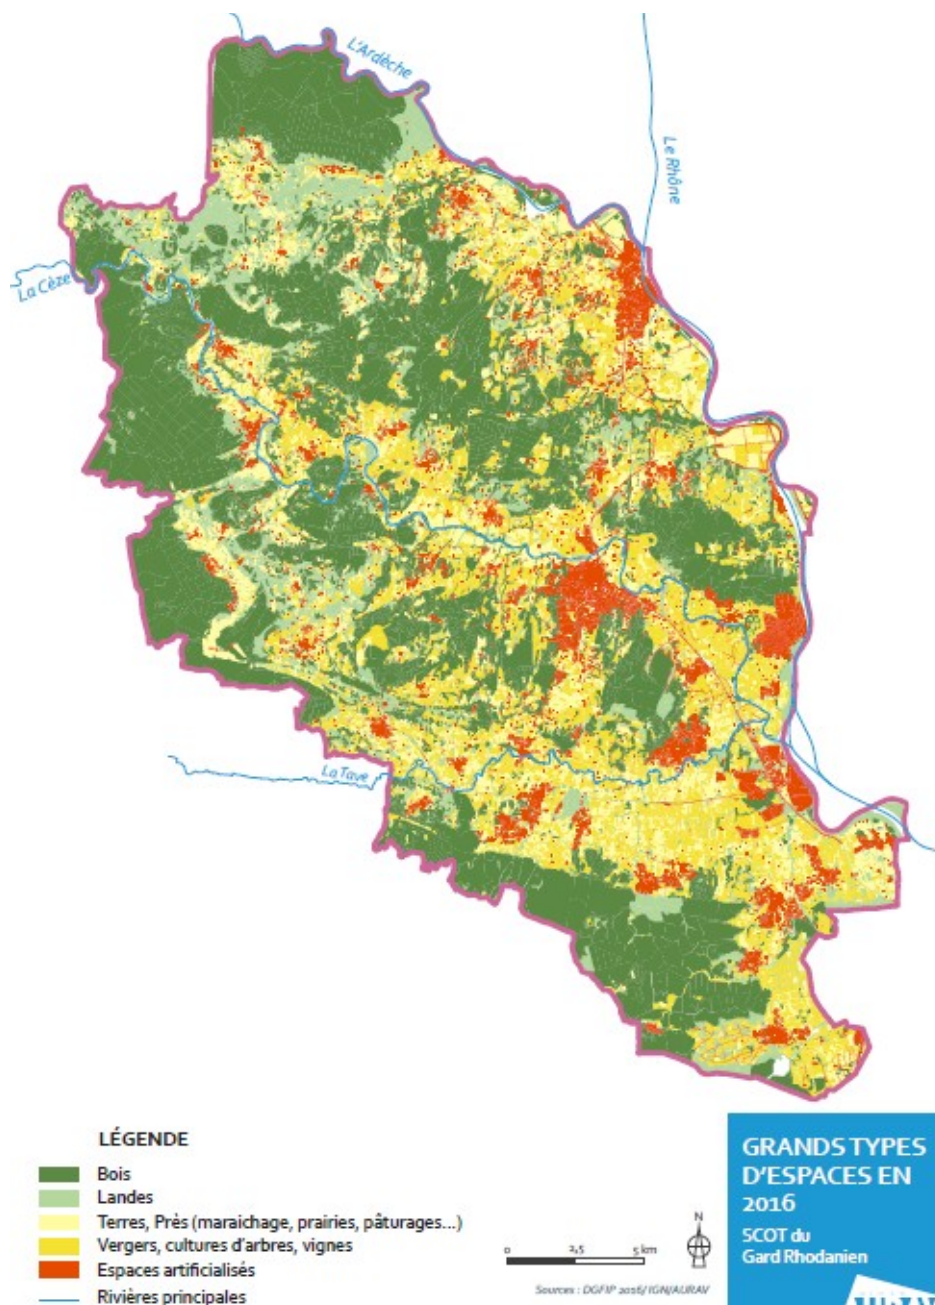 L'Ardèche
Le Rhône
La Cèze
La Tave
LÉGENDE
Bois
Landes
Terres, Près (maraichage, prairies, pâturages...)
Vergers, cultures d'arbres, vignes
Espaces artificialisés
Rivières principales
0 2,5 5 km
N
Sources : DGFIP 2016/ IGN/AURAV
GRANDS TYPES
D'ESPACES EN
2016
SCOT du
Gard Rhodanien